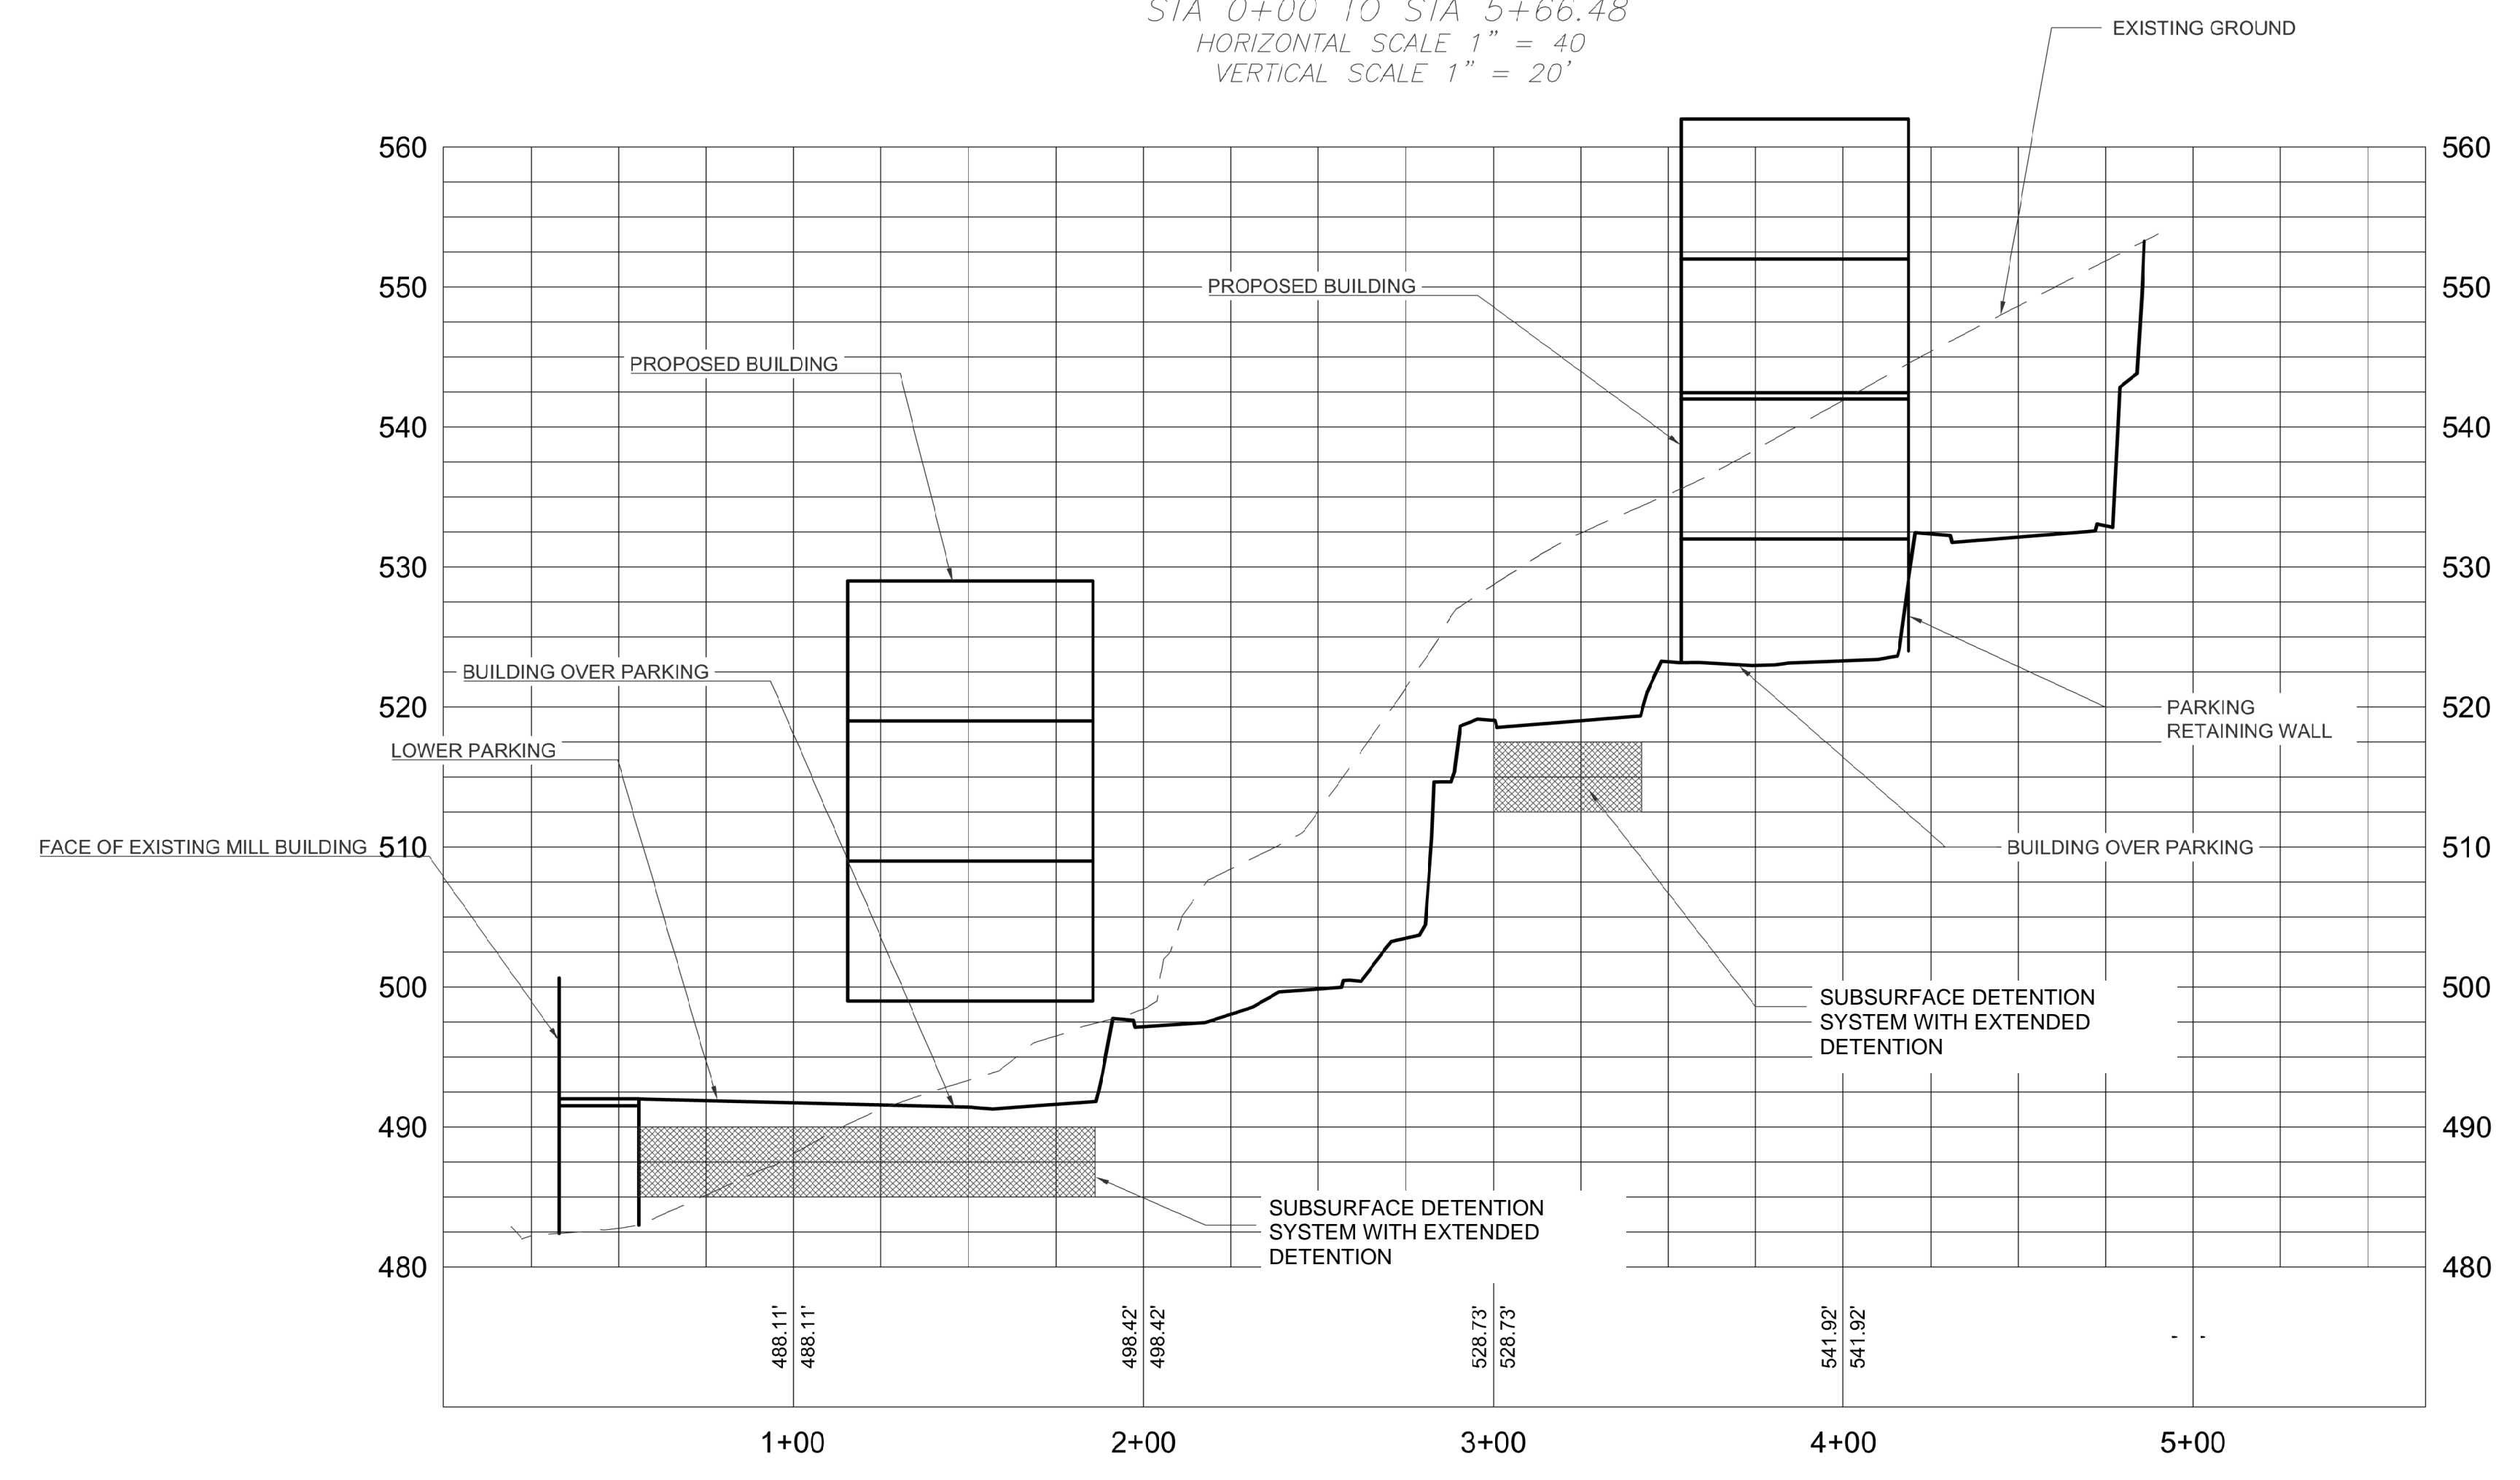 STA 0+00 TO STA 5+66.48
HORIZONTAL SCALE 1" = 40
VERTICAL SCALE 1" = 20'
EXISTING GROUND
560
560
550
PROPOSED BUILDING
550
PROPOSED BUILDING
540
540
530
530
BUILDING OVER PARKING
520
PARKING
RETAINING WALL
520
LOWER PARKING
FACE OF EXISTING MILL BUILDING
510
BUILDING OVER PARKING
510
500
SUBSURFACE DETENTION
SYSTEM WITH EXTENDED
DETENTION
500
490
490
SUBSURFACE DETENTION
SYSTEM WITH EXTENDED
DETENTION
480
480
488.11'
488.11'
498.42'
498.42'
528.73'
528.73'
541.92'
541.92'
- -
1+00
2+00
3+00
4+00
5+00